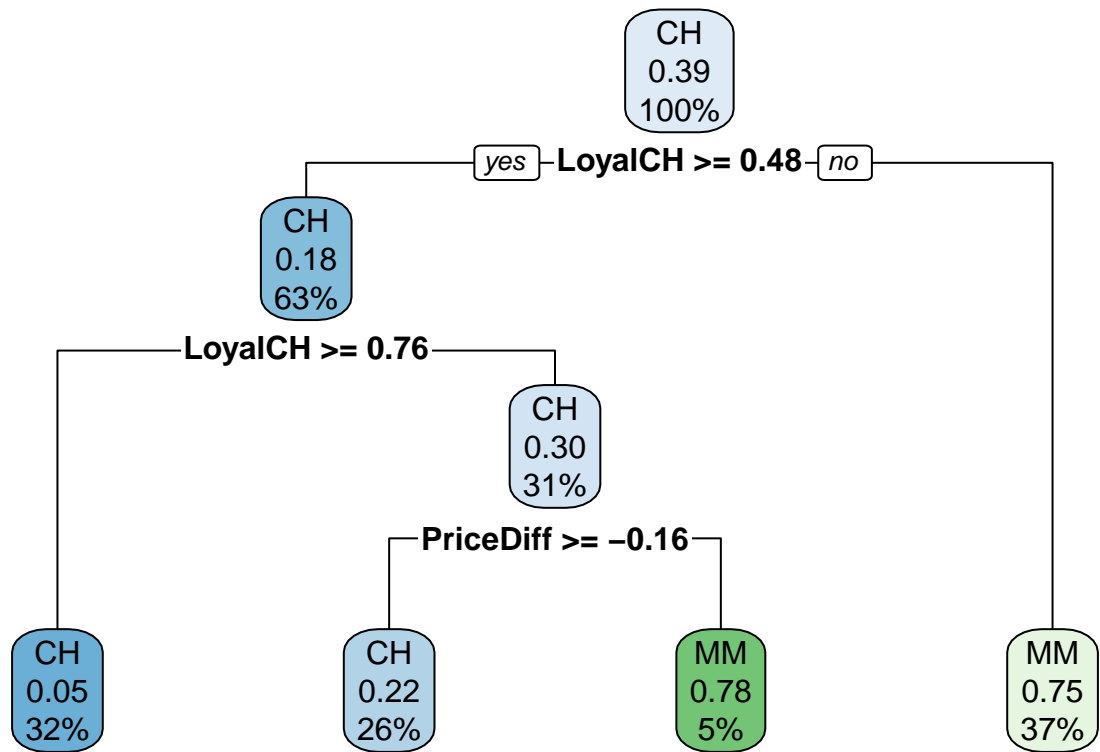 CH
0.39
100%
yes LoyalCH >= 0.48 no
CH
0.18
63%
LoyalCH >= 0.76
CH
0.30
31%
PriceDiff >= −0.16
CH
0.05
32%
CH
0.22
26%
MM
0.78
5%
MM
0.75
37%